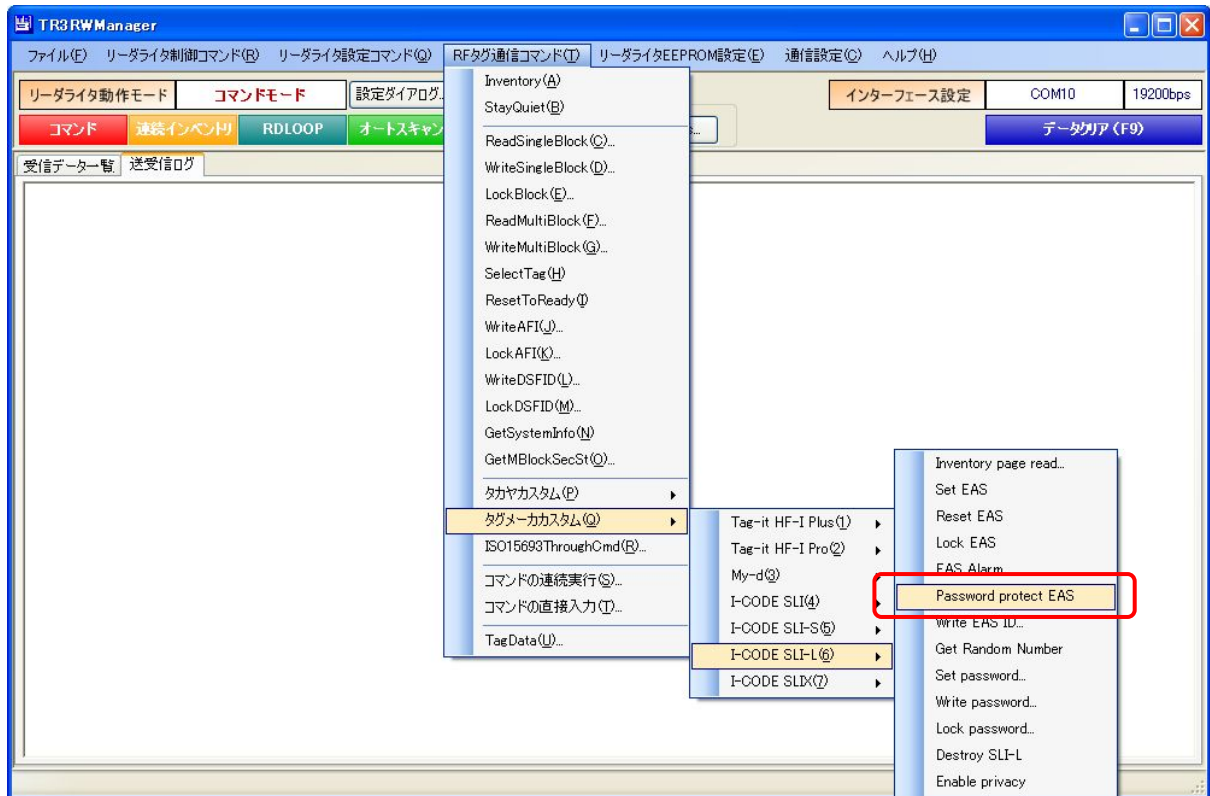 TR3RWManager
ファイル(F) リーダライタ制御コマンド(R) リーダライタ設定コマンド(Q) RFタグ通信コマンド(T) リーダライタEEPROM設定(E) 通信設定(C) ヘルプ(H)
リーダライタ動作モード コマンドモード 設定ダイアログ... インターフェース設定 COM10 19200bps
コマンド 連続インベントリ RDLOOP オートスキャン データクリア(F9)
受信データ一覧 送受信ログ
Inventory(A)
StayQuiet(B)
ReadSingleBlock(C)...
WriteSingleBlock(D)...
LockBlock(E)...
ReadMultiBlock(F)...
WriteMultiBlock(G)...
SelectTag(H)
ResetToReady(I)
WriteAFI(J)...
LockAFI(K)...
WriteDSFID(L)...
LockDSFID(M)...
GetSystemInfo(N)
GetMBlockSecSt(O)...
タカヤカスタム(P)
タグメーカカスタム(Q)
ISO15693ThroughCmd(R)...
コマンドの連続実行(S)...
コマンドの直接入力(T)...
TagData(U)...
Tag-it HF-I Plus(1)
Tag-it HF-I Pro(2)
My-d(3)
I-CODE SLI(4)
I-CODE SLI-S(5)
I-CODE SLI-L(6)
I-CODE SLIX(7)
Inventory page read...
Set EAS
Reset EAS
Lock EAS
EAS Alarm
Password protect EAS
Write EAS ID...
Get Random Number
Set password...
Write password...
Lock password...
Destroy SLI-L
Enable privacy